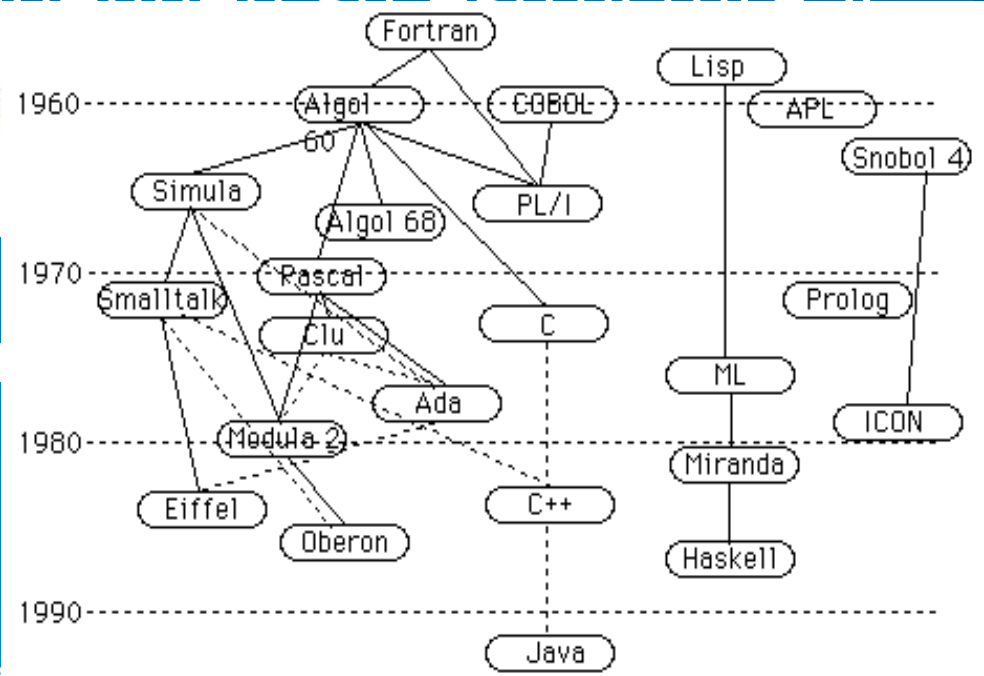 Fortran
Lisp
1960
Algol
60
COBOL
APL
Snobol 4
Simula
PL/I
Algol 68
1970
Pascal
Smalltalk
Prolog
C
Clu
ML
Ada
ICON
1980
Modula 2
Miranda
C++
Eiffel
Oberon
Haskell
1990
Java